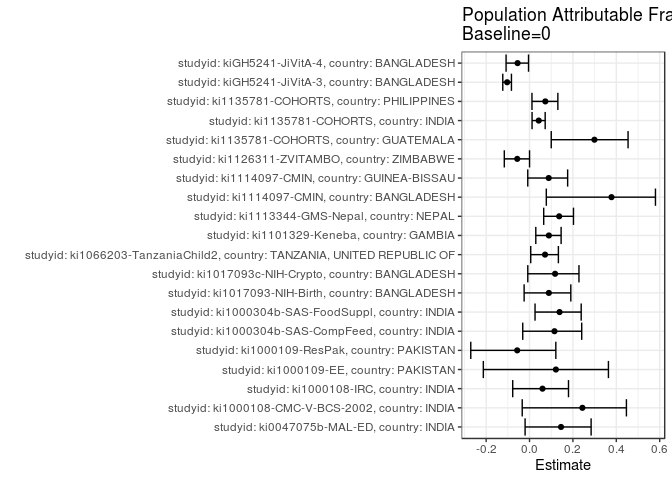 Population Attributable Fra
Baseline=0
studyid: kiGH5241-JiVitA-4, country: BANGLADESH
studyid: kiGH5241-JiVitA-3, country: BANGLADESH
studyid: ki1135781-COHORTS, country: PHILIPPINES
studyid: ki1135781-COHORTS, country: INDIA
studyid: ki1135781-COHORTS, country: GUATEMALA
studyid: ki1126311-ZVITAMBO, country: ZIMBABWE
studyid: ki1114097-CMIN, country: GUINEA-BISSAU
studyid: ki1114097-CMIN, country: BANGLADESH
studyid: ki1113344-GMS-Nepal, country: NEPAL
studyid: ki1101329-Keneba, country: GAMBIA
studyid: ki1066203-TanzaniaChild2, country: TANZANIA, UNITED REPUBLIC OF
studyid: ki1017093c-NIH-Crypto, country: BANGLADESH
studyid: ki1017093-NIH-Birth, country: BANGLADESH
studyid: ki1000304b-SAS-FoodSuppl, country: INDIA
studyid: ki1000304b-SAS-CompFeed, country: INDIA
studyid: ki1000109-ResPak, country: PAKISTAN
studyid: ki1000109-EE, country: PAKISTAN
studyid: ki1000108-IRC, country: INDIA
studyid: ki1000108-CMC-V-BCS-2002, country: INDIA
studyid: ki0047075b-MAL-ED, country: INDIA
-0.2 0.0 0.2 0.4 0.6
Estimate